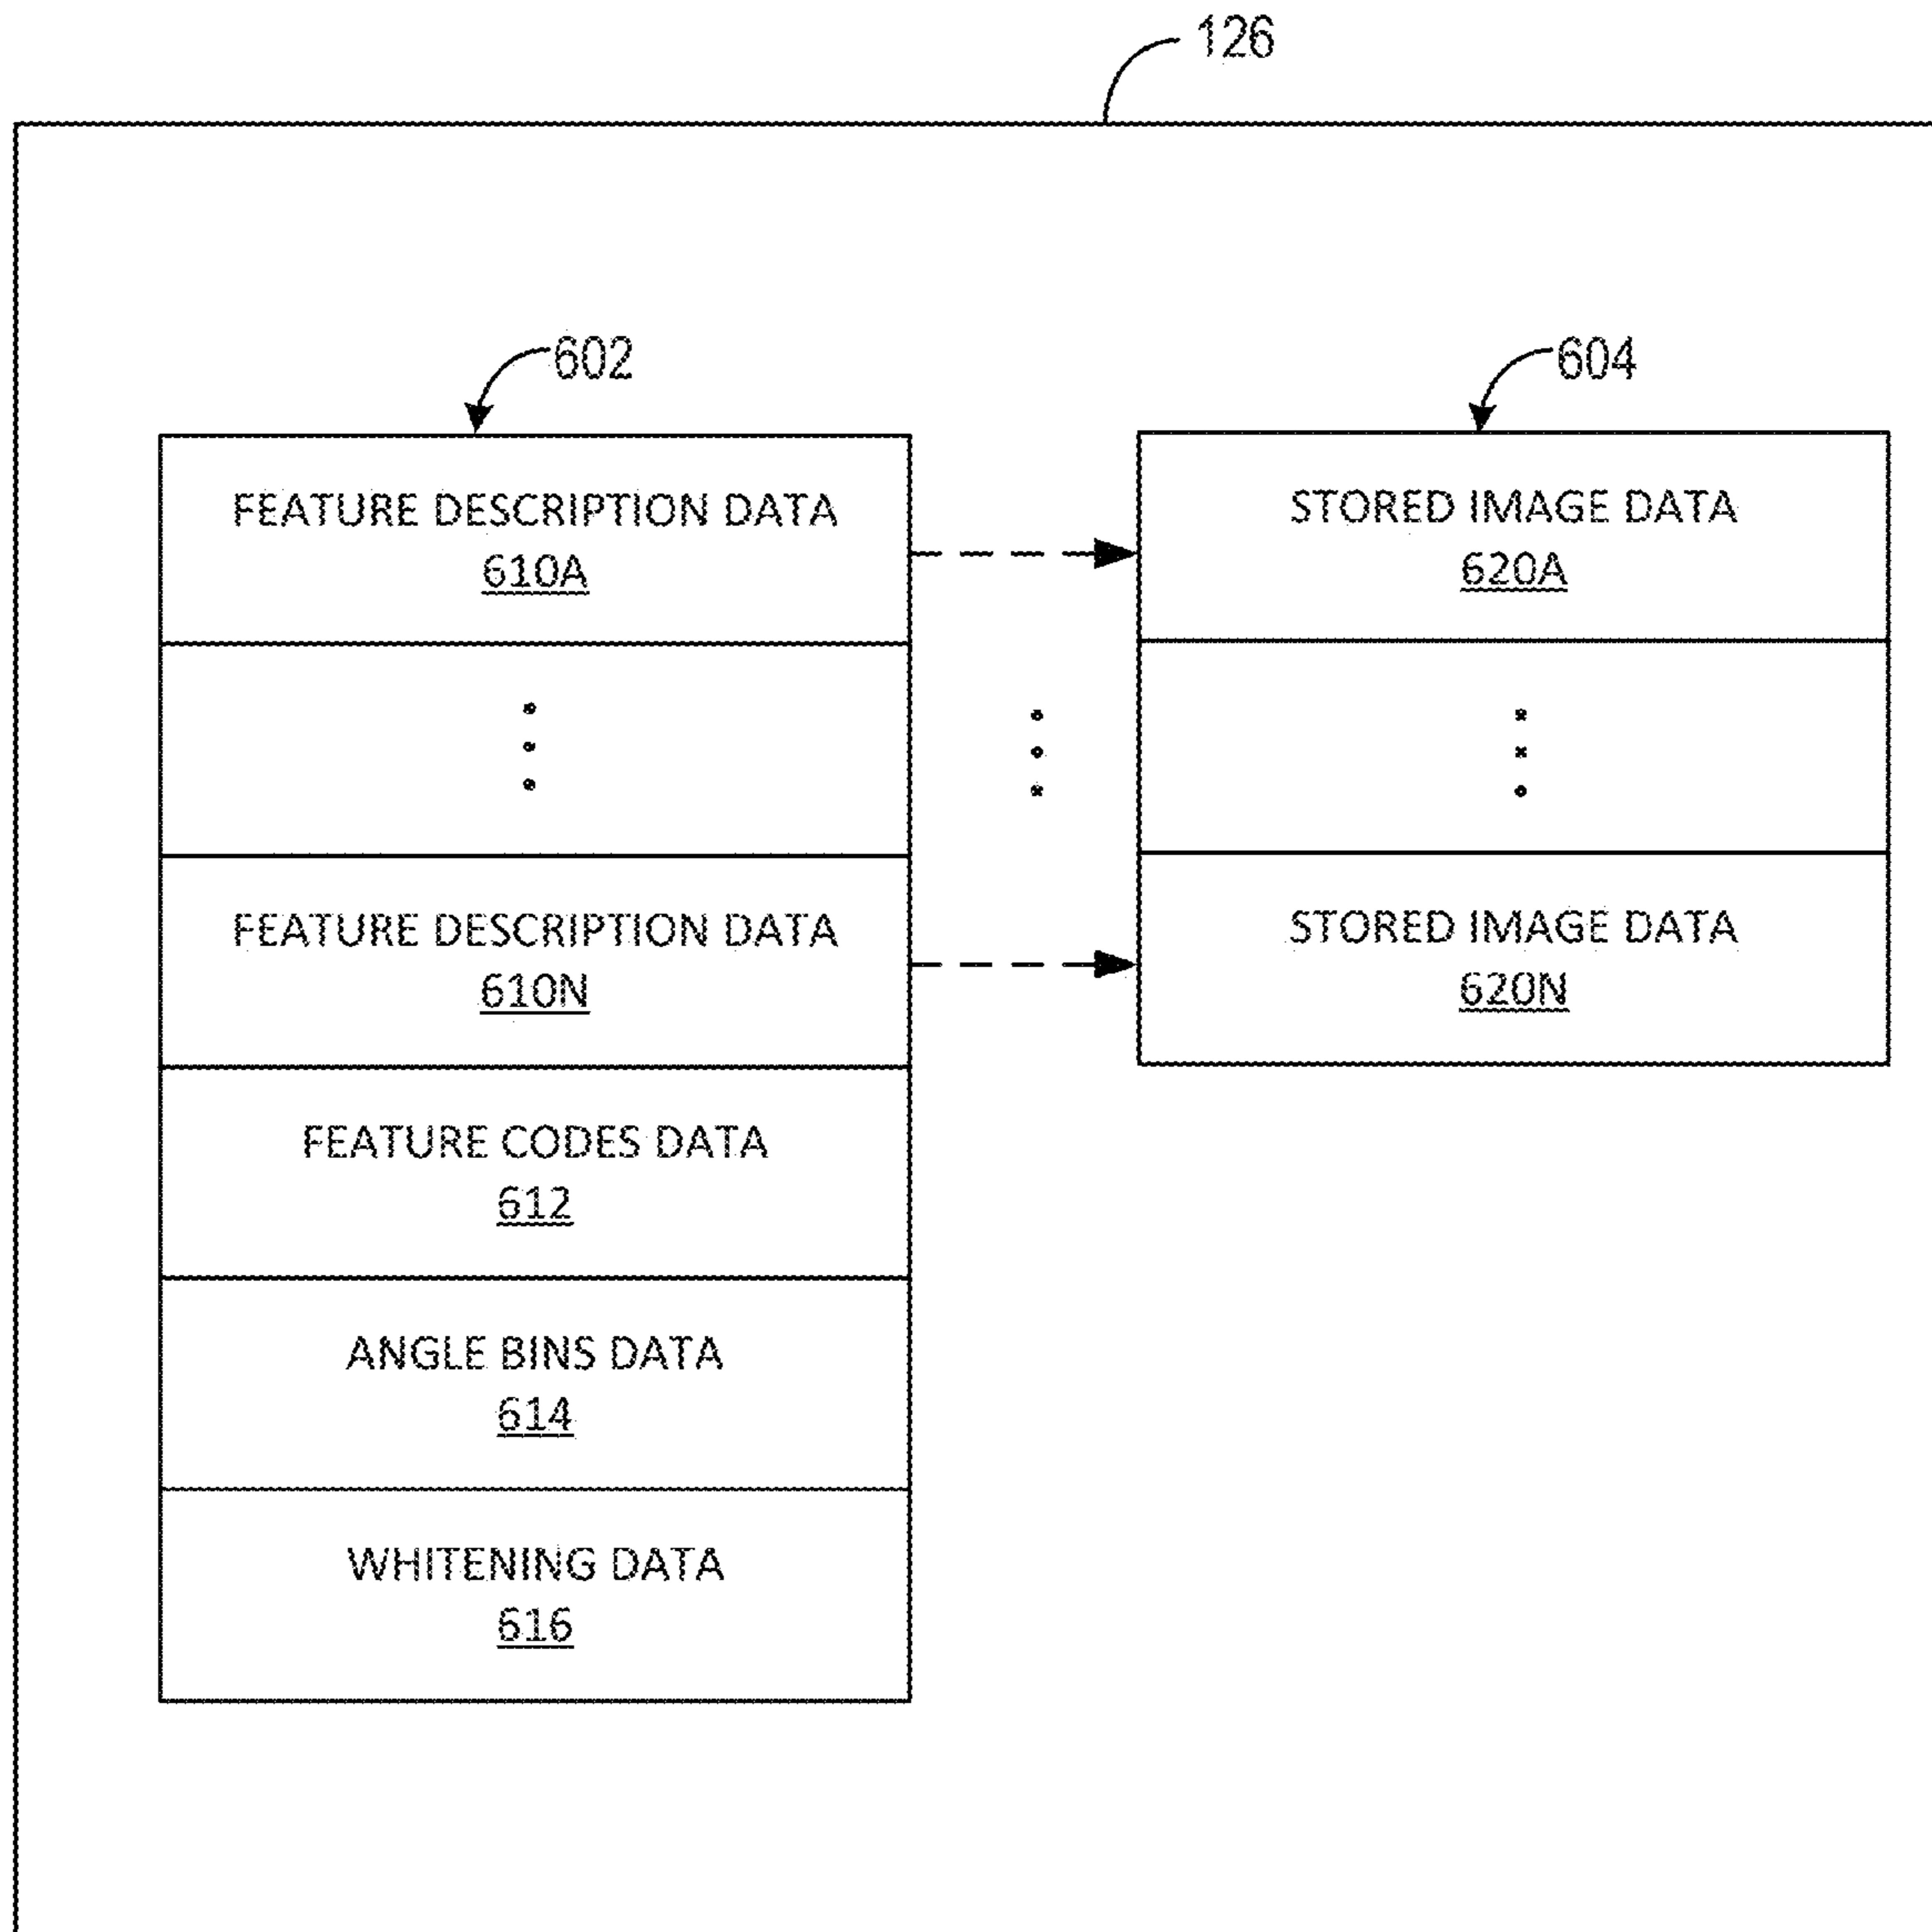 126
602
604
FEATURE DESCRIPTION DATA
610A
STORED IMAGE DATA
620A
FEATURE DESCRIPTION DATA
610N
STORED IMAGE DATA
620N
FEATURE CODES DATA
612
ANGLE BINS DATA
614
WHITENING DATA
616